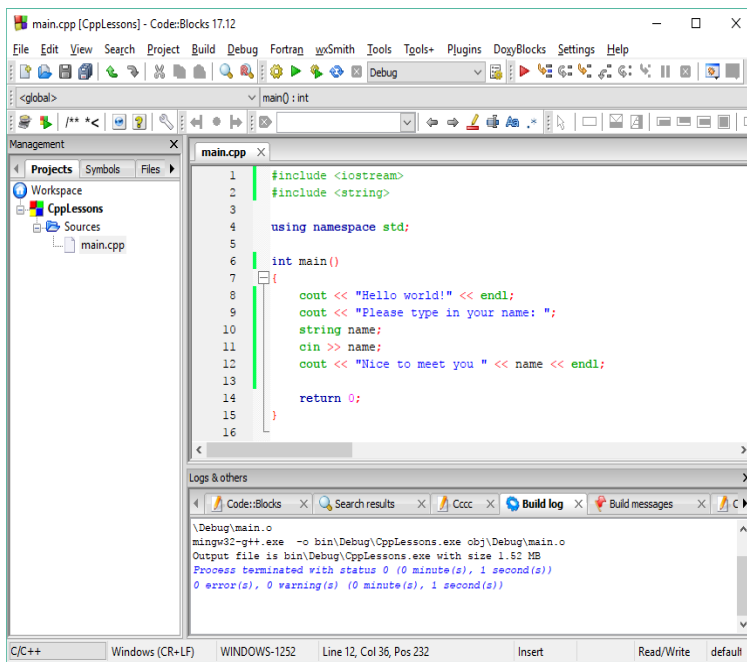 main.cpp [CppLessons] - Code::Blocks 17.12
File Edit View Search Project Build Debug Fortran wxSmith Tools Tools+ Plugins DoxyBlocks Settings Help
Debug
<global> main() : int
/** *<
Management
Projects Symbols Files
Workspace
CppLessons
Sources
main.cpp
main.cpp
1 #include <iostream>
2 #include <string>
3
4 using namespace std;
5
6 int main()
7 {
8 cout << "Hello world!" << endl;
9 cout << "Please type in your name: ";
10 string name;
11 cin >> name;
12 cout << "Nice to meet you " << name << endl;
13
14 return 0;
15 }
16
Logs & others
Code::Blocks Search results Cccc Build log Build messages C
\Debug\main.o
mingw32-g++.exe -o bin\Debug\CppLessons.exe obj\Debug\main.o
Output file is bin\Debug\CppLessons.exe with size 1.52 MB
Process terminated with status 0 (0 minute(s), 1 second(s))
0 error(s), 0 warning(s) (0 minute(s), 1 second(s))
C/C++ Windows (CR+LF) WINDOWS-1252 Line 12, Col 36, Pos 232 Insert Read/Write default